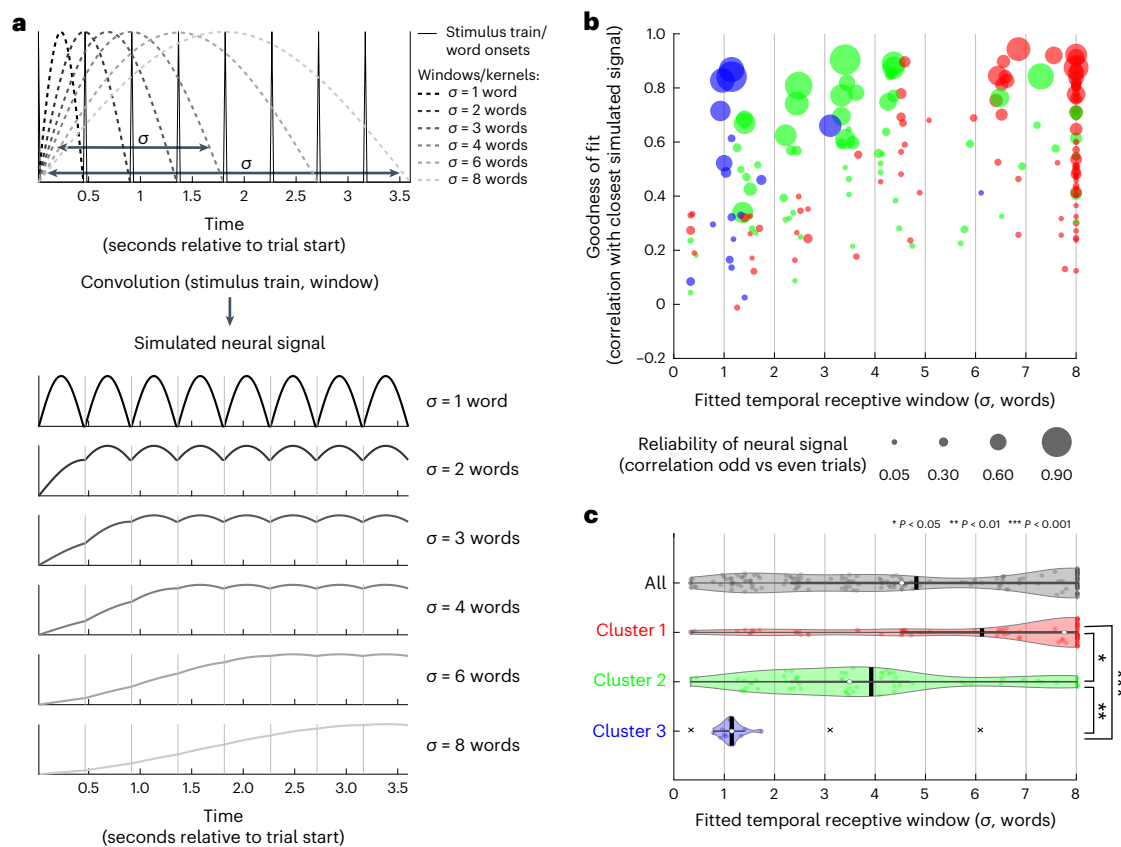 a
Stimulus train/
word onsets
Windows/kernels:
σ = 1 word
σ = 2 words
σ = 3 words
σ = 4 words
σ = 6 words
σ = 8 words
σ
σ
0.5 1 1.5 2 2.5 3 3.5
Time
(seconds relative to trial start)
Convolution (stimulus train, window)
Simulated neural signal
σ = 1 word
σ = 2 words
σ = 3 words
σ = 4 words
σ = 6 words
σ = 8 words
0.5 1.0 1.5 2.0 2.5 3.0 3.5
Time
(seconds relative to trial start)
b
Goodness of fit
(correlation with closest simulated signal)
1.0
0.8
0.6
0.4
0.2
0
–0.2
0 1 2 3 4 5 6 7 8
Fitted temporal receptive window (σ, words)
Reliability of neural signal
(correlation odd vs even trials)
0.05 0.30 0.60 0.90
c
* P < 0.05 ** P < 0.01 *** P < 0.001
All
Cluster 1
Cluster 2
Cluster 3
*
**
***
0 1 2 3 4 5 6 7 8
Fitted temporal receptive window (σ, words)